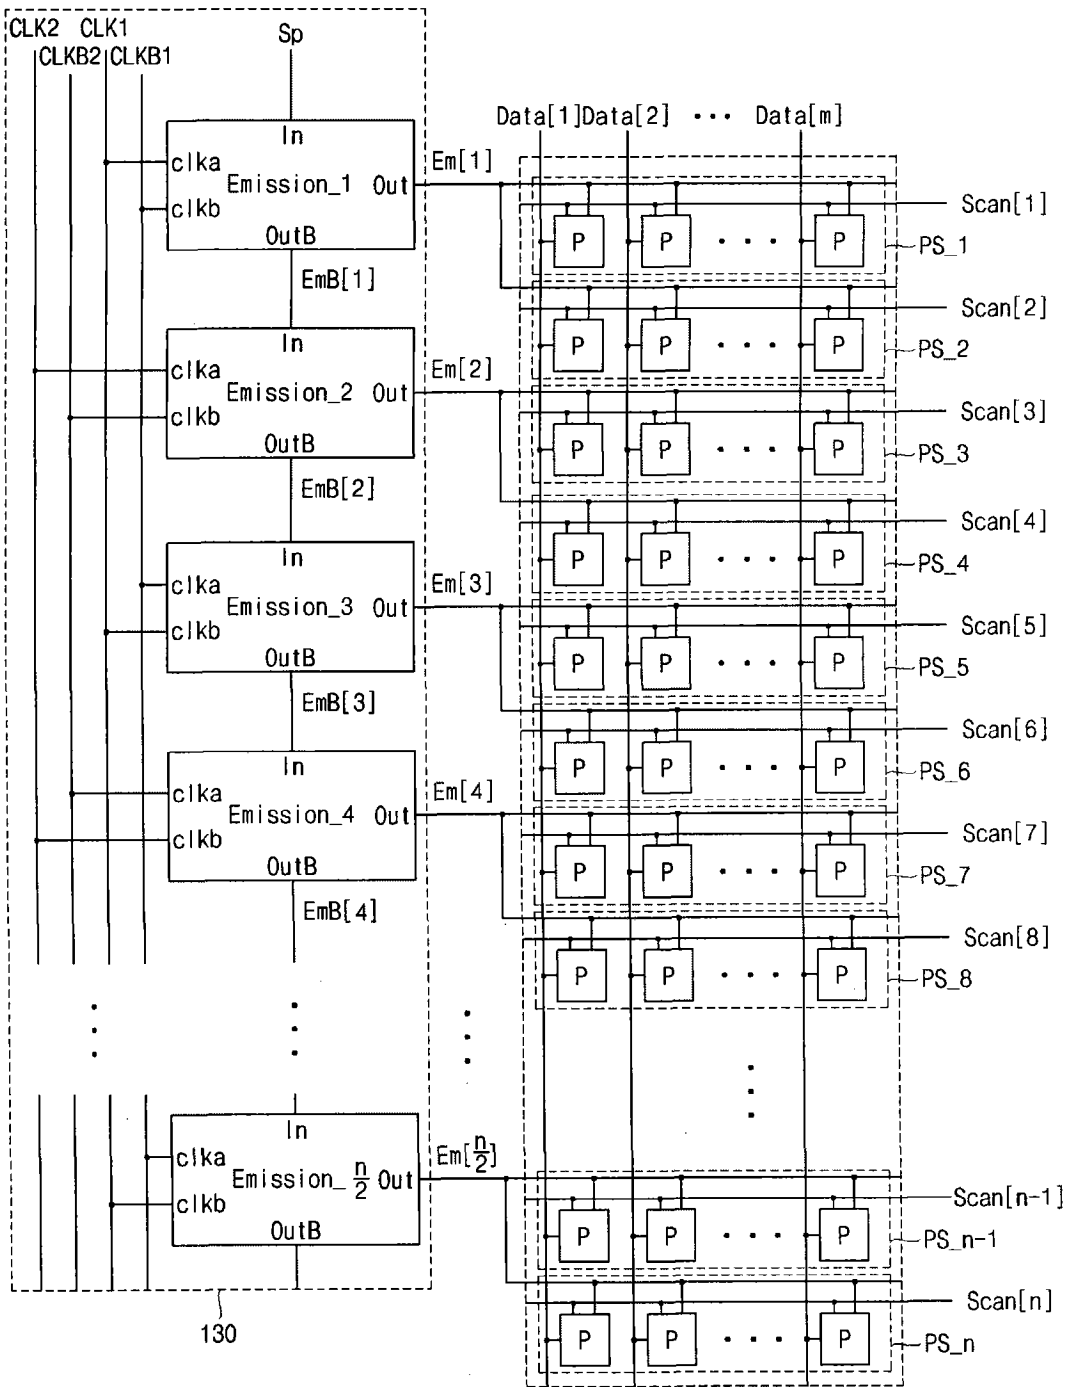 CLK2 CLK1
CLKB2 CLKB1
Sp
Data[1] Data[2] ··· Data[m]
In
clka
Emission_1 Out
clkb
OutB
Em[1]
EmB[1]
Scan[1]
P P ··· P
PS_1
Scan[2]
P P ··· P
PS_2
In
clka
Emission_2 Out
clkb
OutB
Em[2]
EmB[2]
Scan[3]
P P ··· P
PS_3
Scan[4]
P P ··· P
PS_4
In
clka
Emission_3 Out
clkb
OutB
Em[3]
EmB[3]
Scan[5]
P P ··· P
PS_5
Scan[6]
P P ··· P
PS_6
In
clka
Emission_4 Out
clkb
OutB
Em[4]
EmB[4]
Scan[7]
P P ··· P
PS_7
Scan[8]
P P ··· P
PS_8
In
clka
Emission_n/2 Out
clkb
OutB
Em[n/2]
Scan[n-1]
P P ··· P
PS_n-1
Scan[n]
P P ··· P
PS_n
130